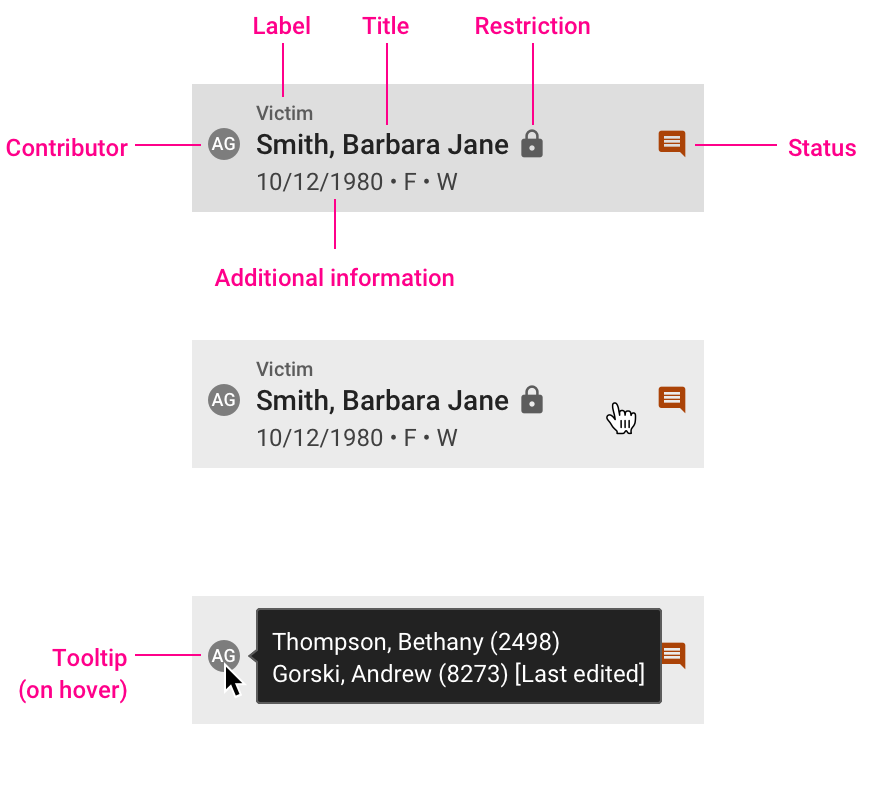 Label Title Restriction
Victim
Contributor AG Smith, Barbara Jane Status
10/12/1980 • F • W
Additional information
Victim
AG Smith, Barbara Jane
10/12/1980 • F • W
Thompson, Bethany (2498)
Tooltip AG
Gorski, Andrew (8273) [Last edited]
(on hover)